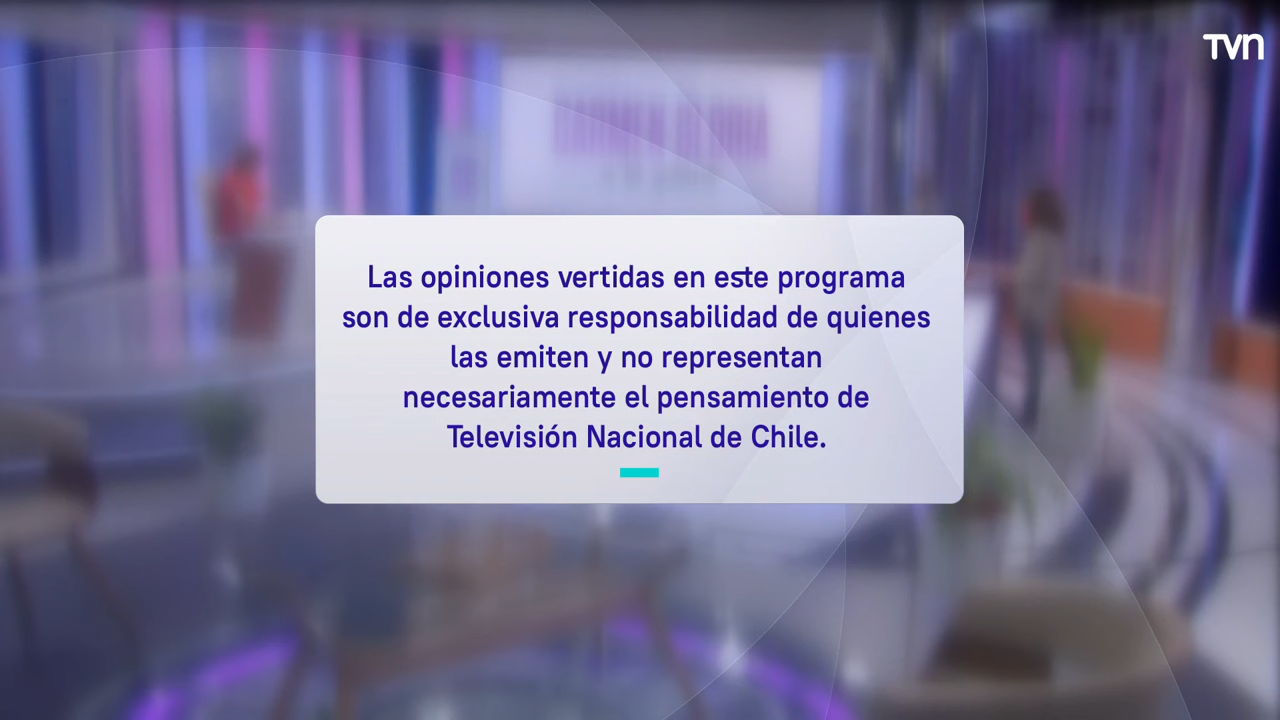 TVN
Las opiniones vertidas en este programa
son de exclusiva responsabilidad de quienes
las emiten y no representan
necesariamente el pensamiento de
Televisión Nacional de Chile.